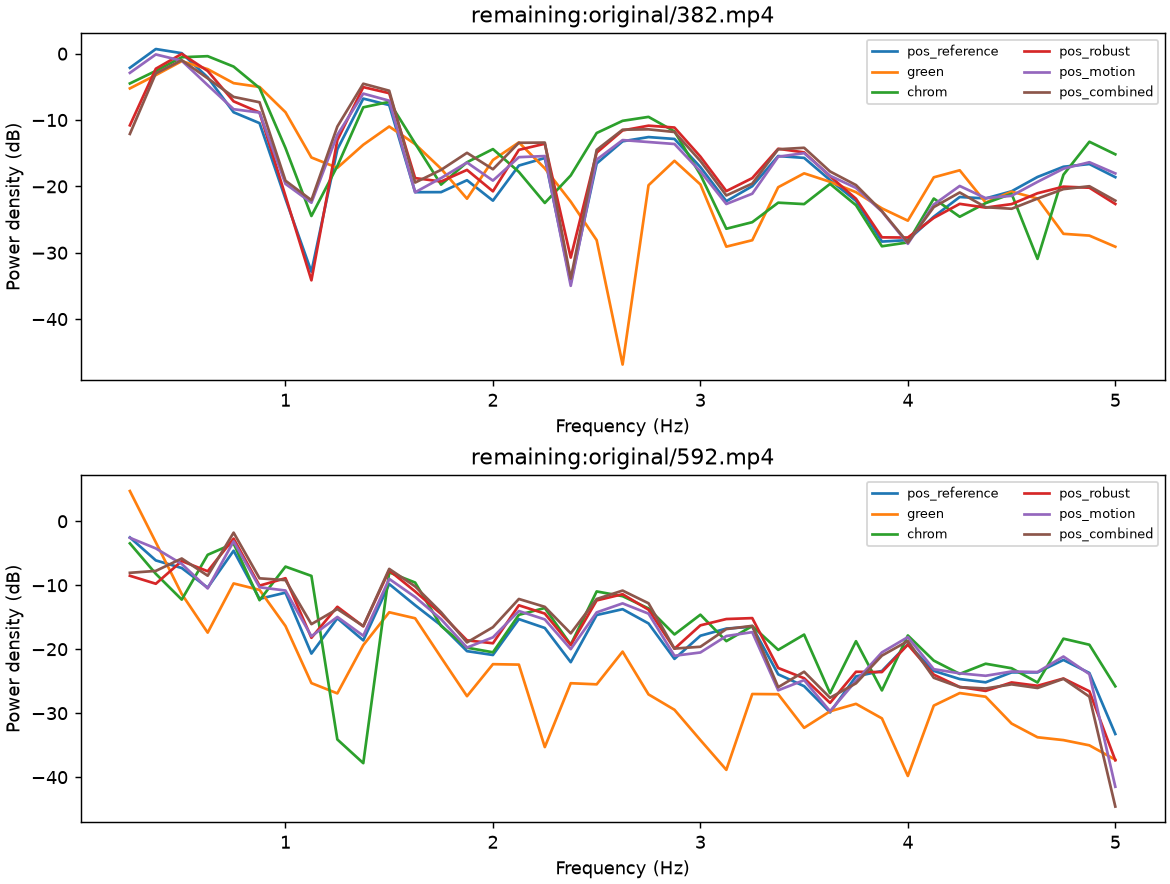 remaining:original/382.mp4
Power density (dB)
0
−10
−20
−30
−40
pos_reference
green
chrom
pos_robust
pos_motion
pos_combined
1 2 3 4 5
Frequency (Hz)
remaining:original/592.mp4
Power density (dB)
0
−10
−20
−30
−40
pos_reference
green
chrom
pos_robust
pos_motion
pos_combined
1 2 3 4 5
Frequency (Hz)